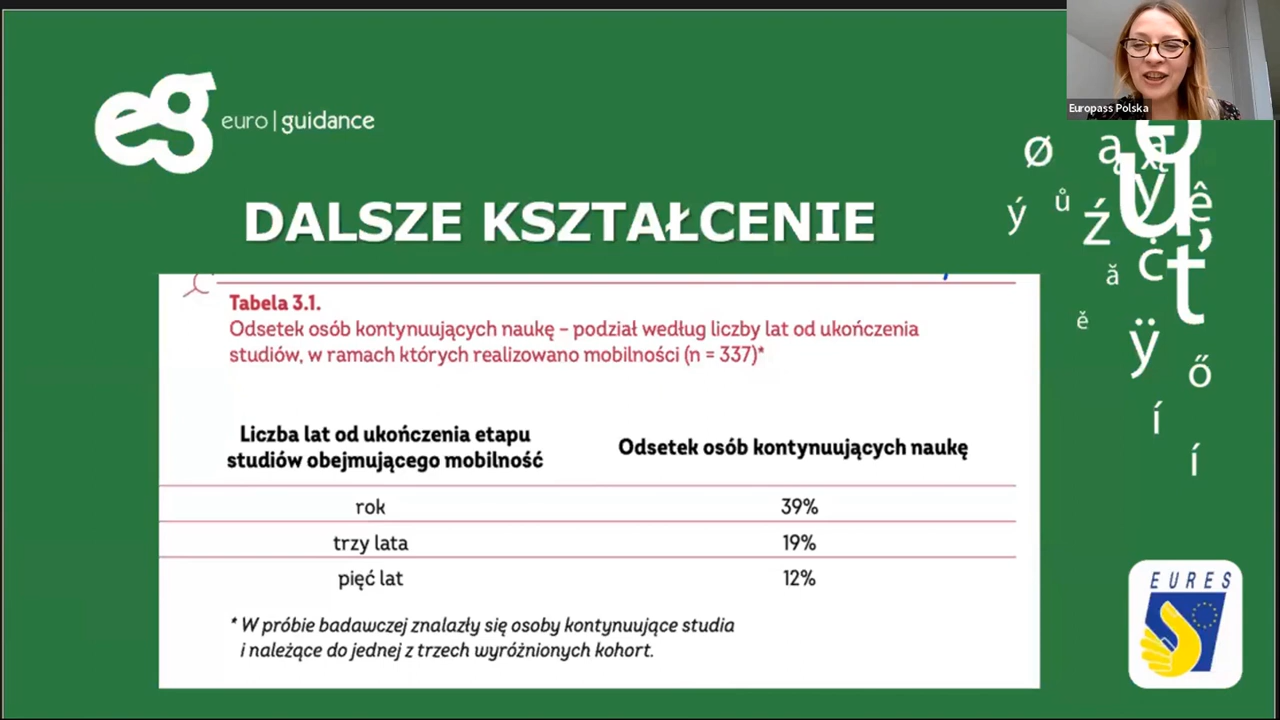 Europass Polska
eg euro | guidance
DALSZE KSZTAŁCENIE
Tabela 3.1.
Odsetek osób kontynuujących naukę – podział według liczby lat od ukończenia
studiów, w ramach których realizowano mobilności (n = 337)*
Liczba lat od ukończenia etapu
studiów obejmującego mobilność
Odsetek osób kontynuujących naukę
rok 39%
trzy lata 19%
pięć lat 12%
* W próbie badawczej znalazły się osoby kontynuujące studia
i należące do jednej z trzech wyróżnionych kohort.
Ø ą
ý ů ź y ê
ă ç ț
ě ÿ ő
í
í
EURES